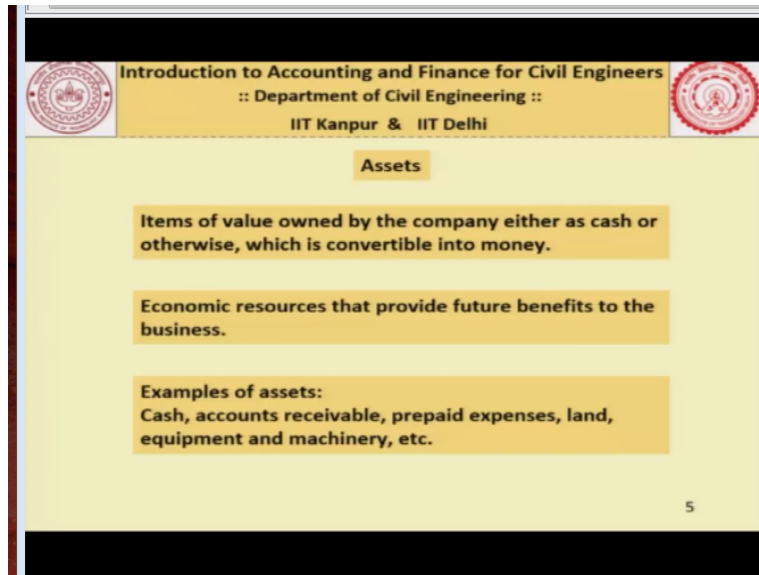 Introduction to Accounting and Finance for Civil Engineers
:: Department of Civil Engineering ::
IIT Kanpur & IIT Delhi
Assets
Items of value owned by the company either as cash or
otherwise, which is convertible into money.
Economic resources that provide future benefits to the
business.
Examples of assets:
Cash, accounts receivable, prepaid expenses, land,
equipment and machinery, etc.
5